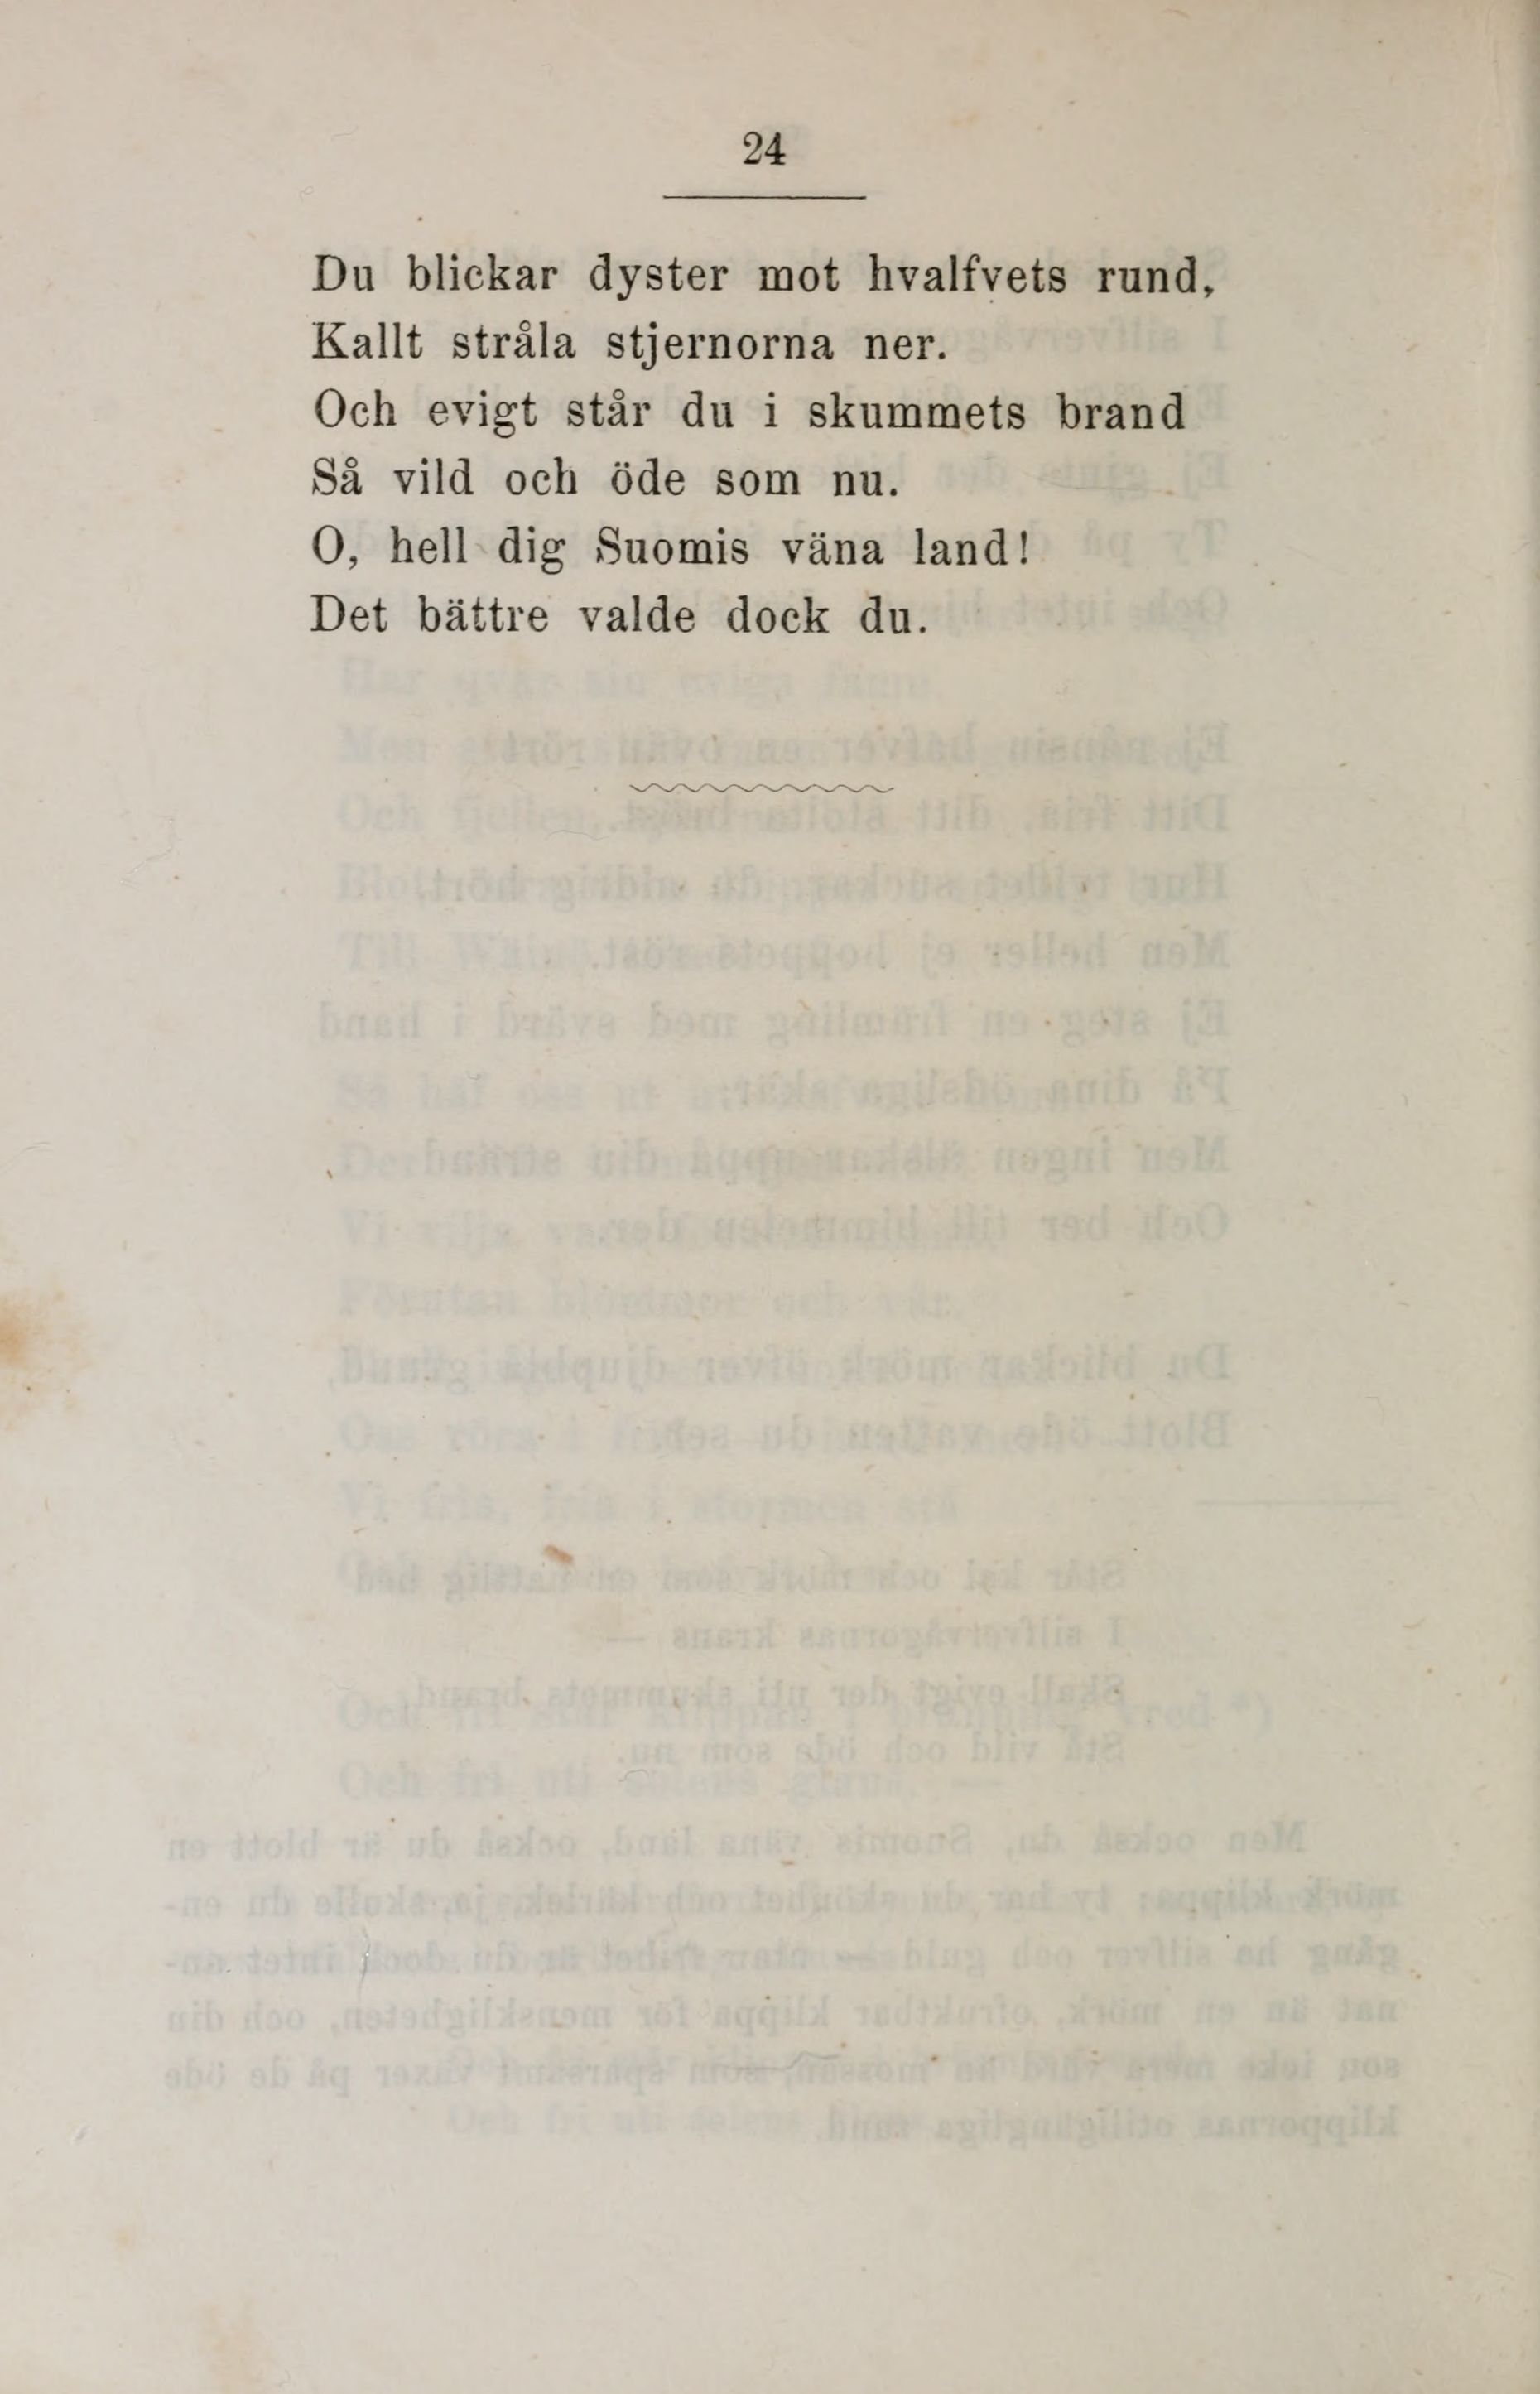 24
Du blickar dyster mot hvalfvets rund,
Kallt stråla stjernorna ner.
Och evigt står du i skummets brand
Så vild och öde som nu.
O, hell dig Suomis väna land!
Det bättre valde dock du.